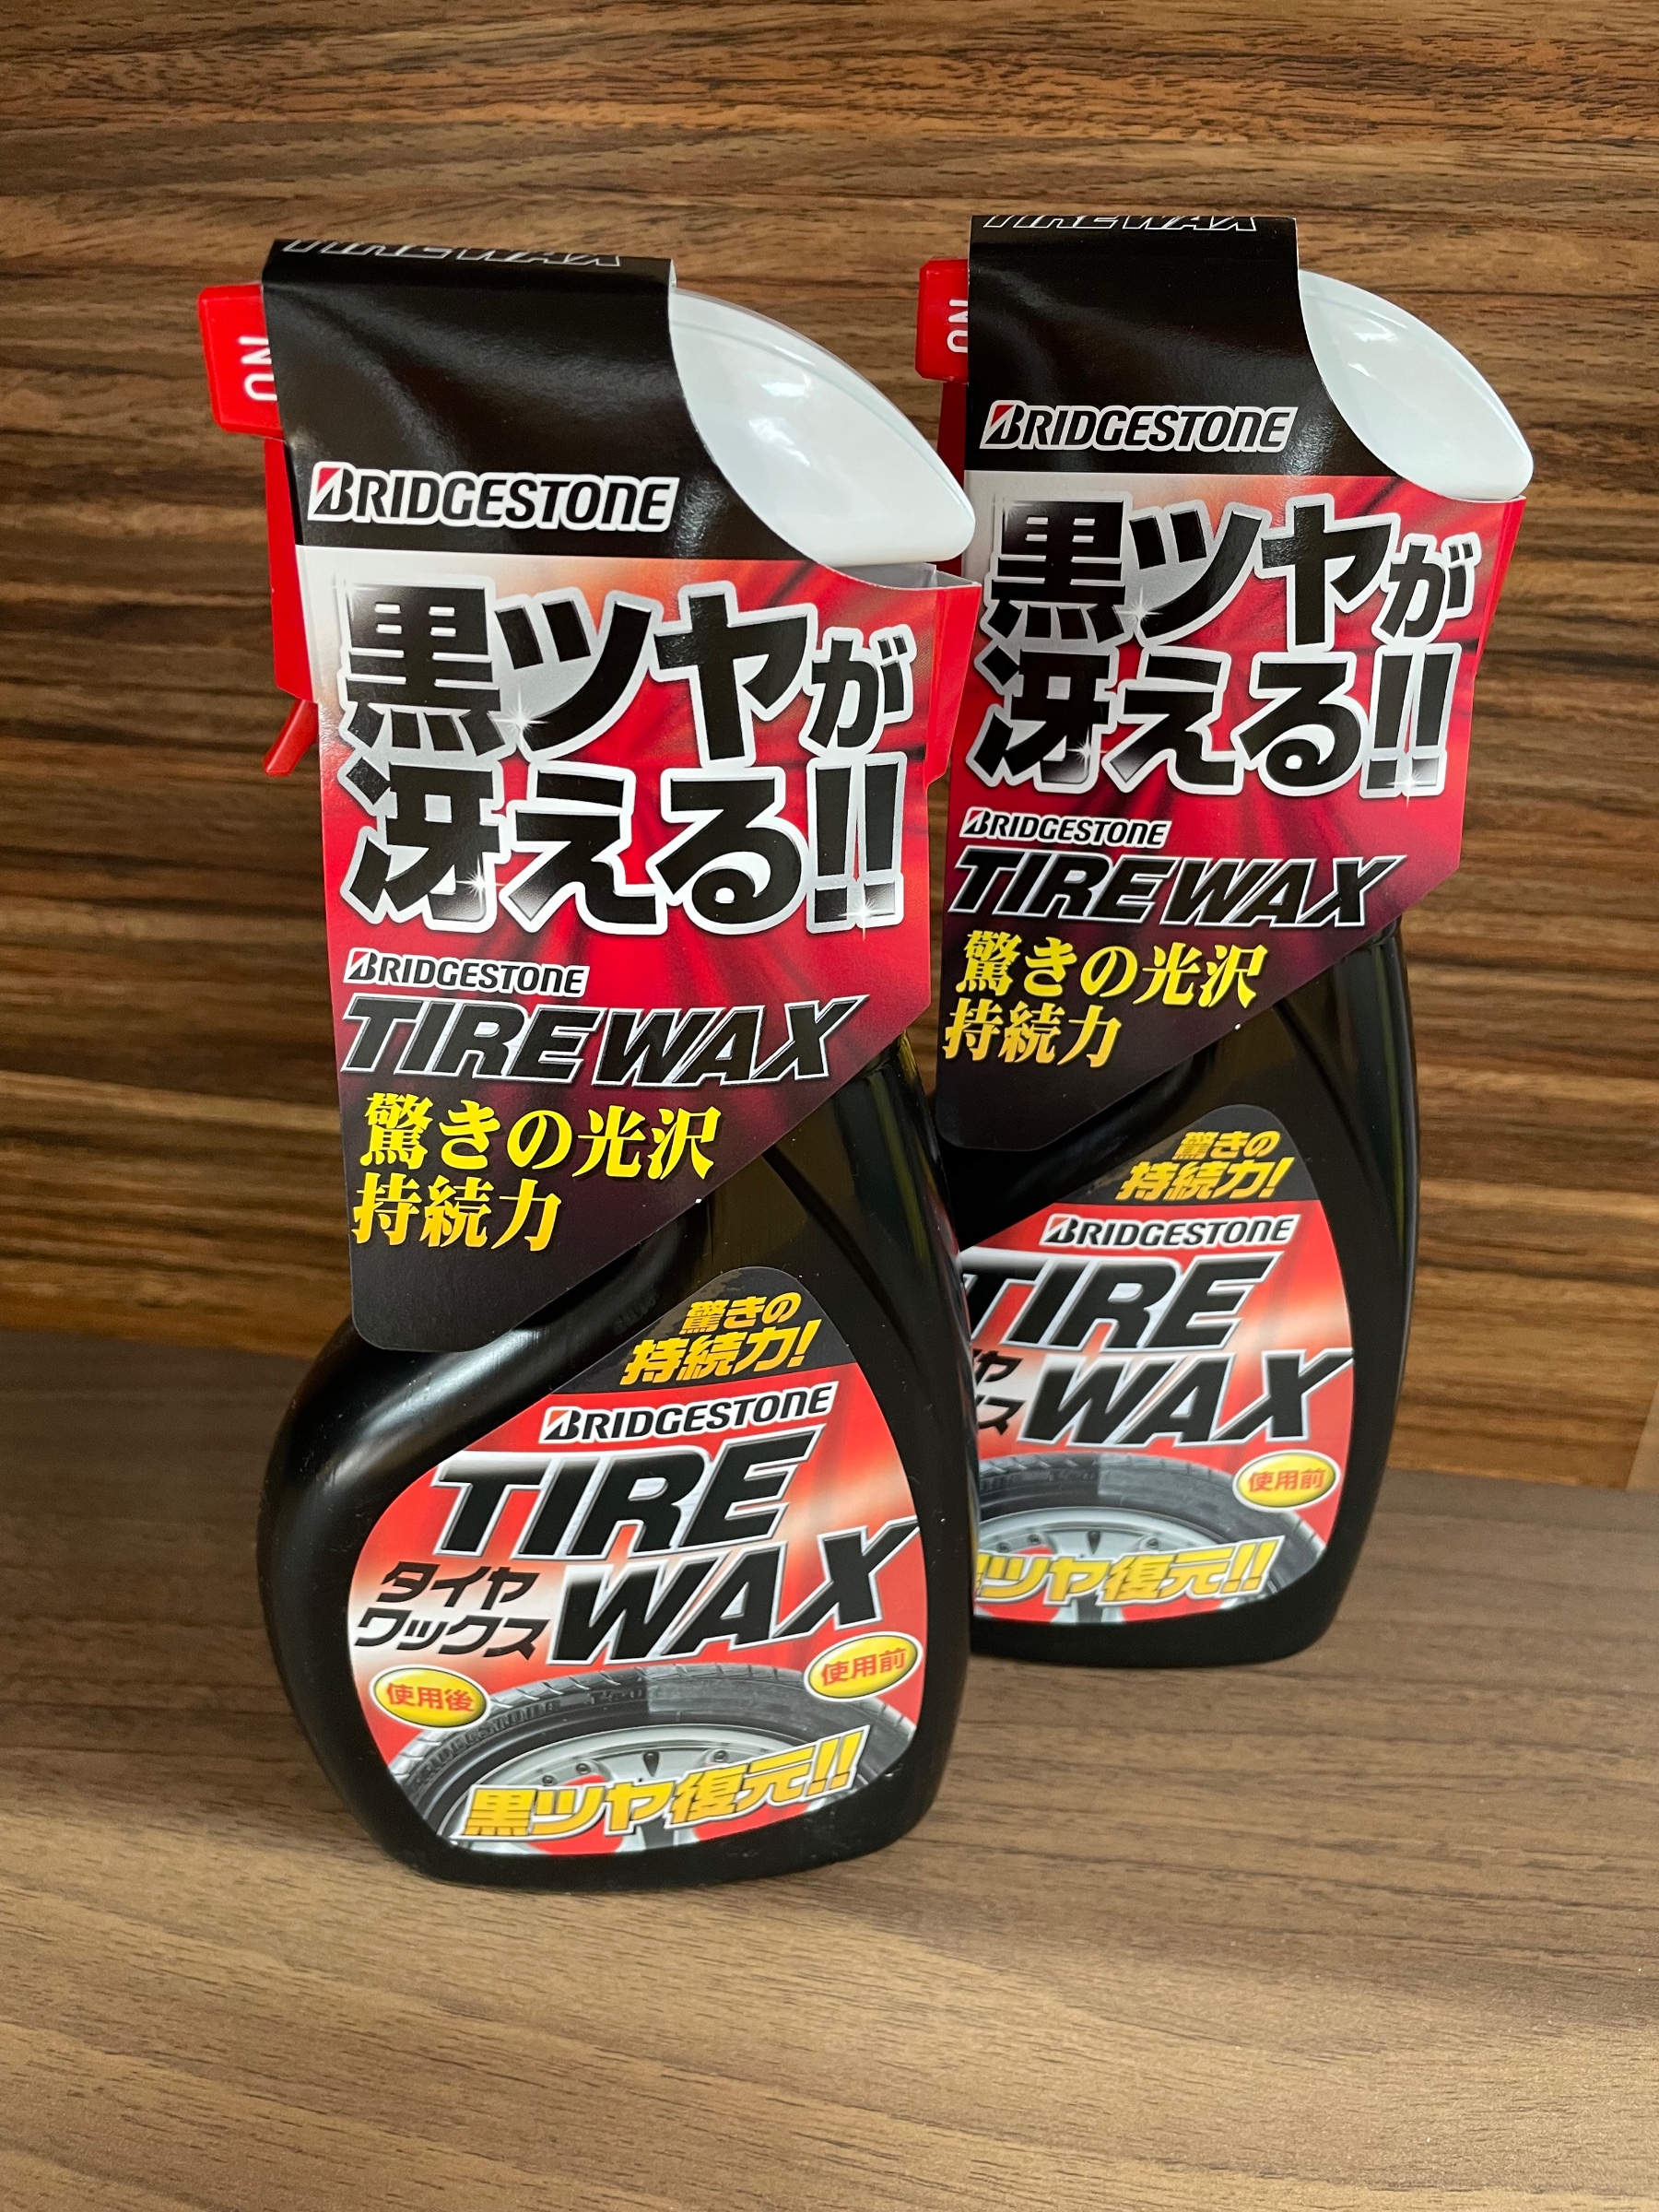 TIRE WAX
ON
BRIDGESTONE
黒ツヤが
冴える!!
BRIDGESTONE
TIRE WAX
驚きの光沢
持続力
驚きの
持続力!
BRIDGESTONE
TIRE
WAX
タイヤ
ワックス
使用後
使用前
黒ツヤ復元!!
TIRE WAX
ON
BRIDGESTONE
黒ツヤが
冴える!!
BRIDGESTONE
TIRE WAX
驚きの光沢
持続力
驚きの
持続力!
BRIDGESTONE
TIRE
WAX
ヤ
ス
使用前
ツヤ復元!!